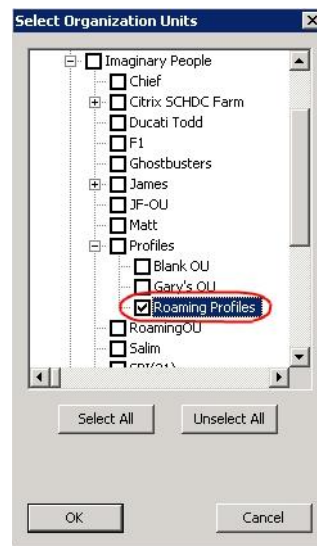 Select Organization Units
Imaginary People
Chief
Citrix SCHDC Farm
Ducati Todd
F1
Ghostbusters
James
JF-OU
Matt
Profiles
Blank OU
Gary's OU
Roaming Profiles
RoamingOU
Salim
Select All
Unselect All
OK
Cancel